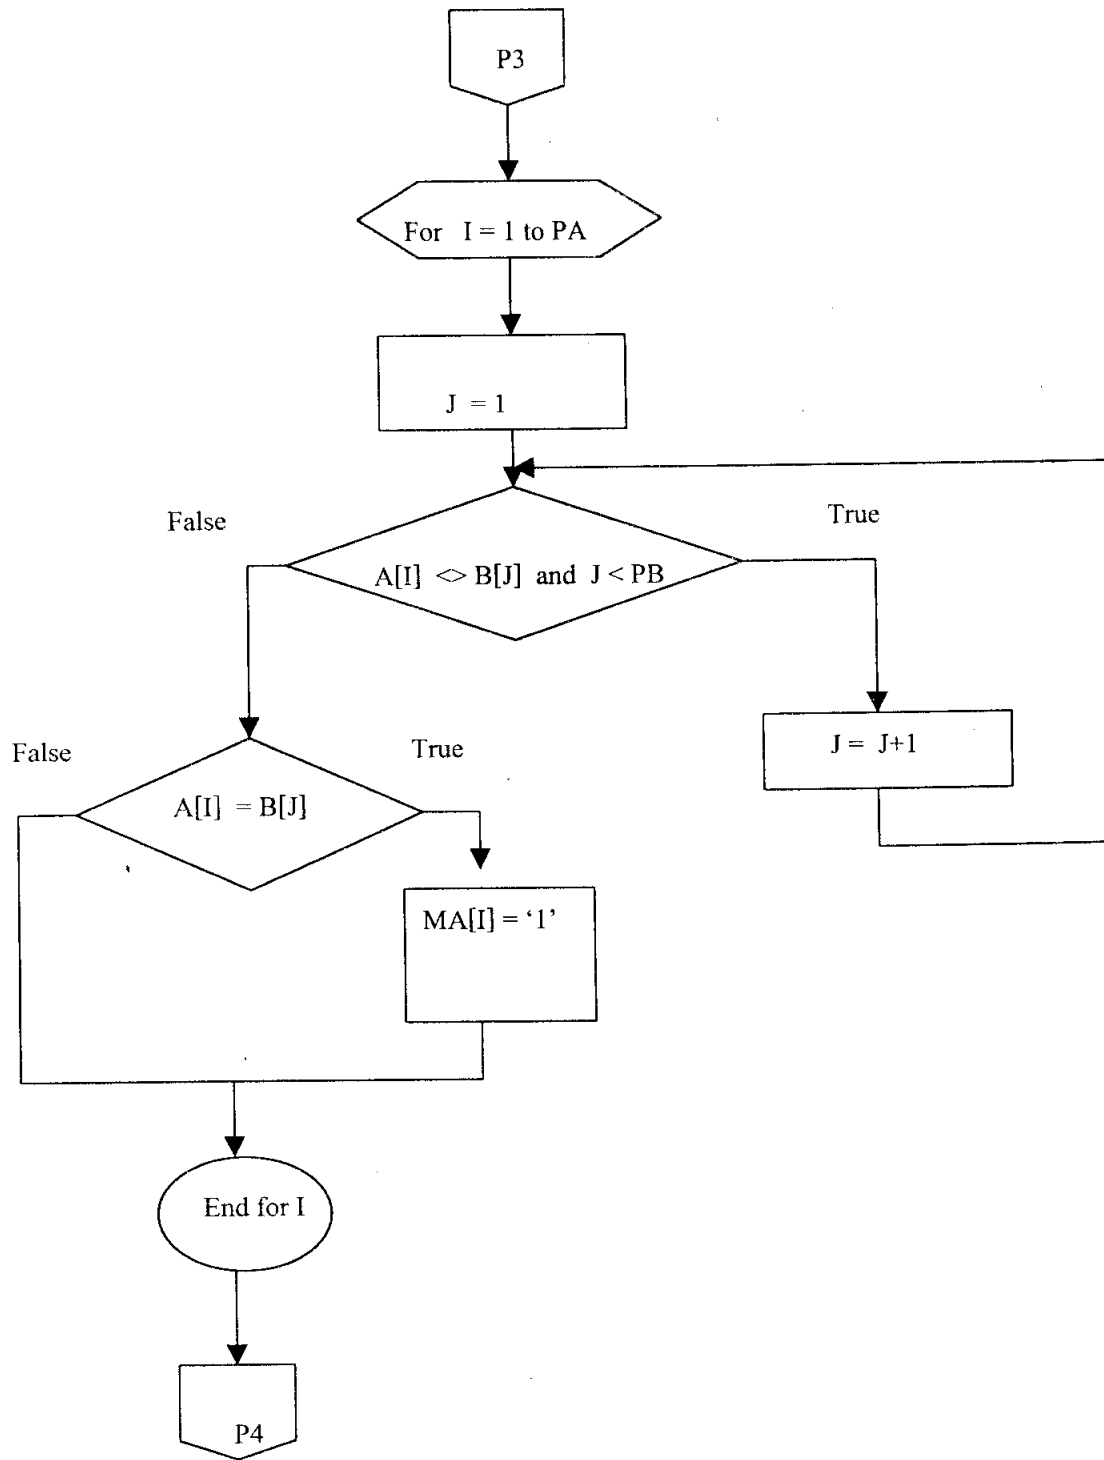 P3
For I = 1 to PA
J = 1
False
True
A[I] <> B[J] and J < PB
False
True
J = J+1
A[I] = B[J]
MA[I] = ‘1’
End for I
P4